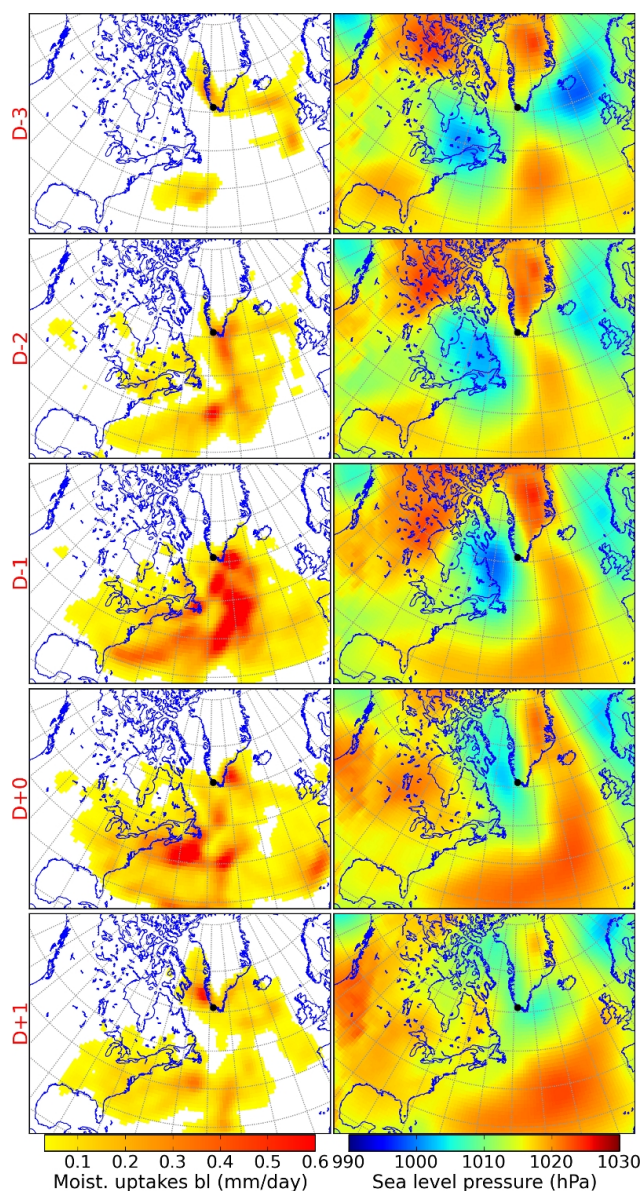 D-3
D-2
D-1
D+0
D+1
0.1 0.2 0.3 0.4 0.5 0.6 990 1000 1010 1020 1030
Moist. uptakes bl (mm/day) Sea level pressure (hPa)